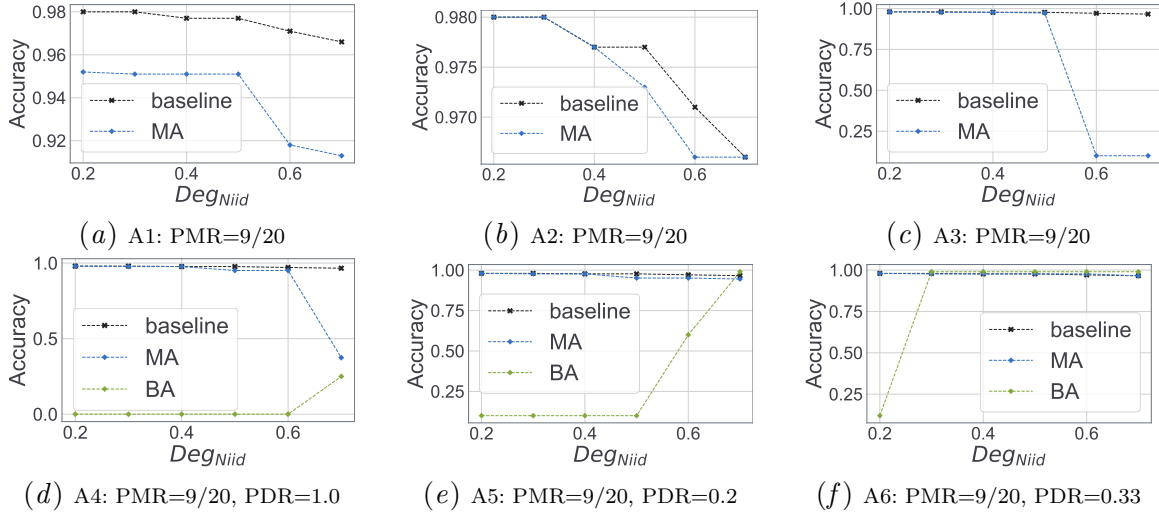 0.98
0.96
0.94
0.92
Accuracy
baseline
MA
0.2 0.4 0.6
Deg_Niid
(a) A1: PMR=9/20
0.980
0.975
0.970
Accuracy
baseline
MA
0.2 0.4 0.6
Deg_Niid
(b) A2: PMR=9/20
1.00
0.75
0.50
0.25
Accuracy
baseline
MA
0.2 0.4 0.6
Deg_Niid
(c) A3: PMR=9/20
1.0
0.5
0.0
Accuracy
baseline
MA
BA
0.2 0.4 0.6
Deg_Niid
(d) A4: PMR=9/20, PDR=1.0
1.00
0.75
0.50
0.25
Accuracy
baseline
MA
BA
0.2 0.4 0.6
Deg_Niid
(e) A5: PMR=9/20, PDR=0.2
1.00
0.75
0.50
0.25
Accuracy
baseline
MA
BA
0.2 0.4 0.6
Deg_Niid
(f) A6: PMR=9/20, PDR=0.33